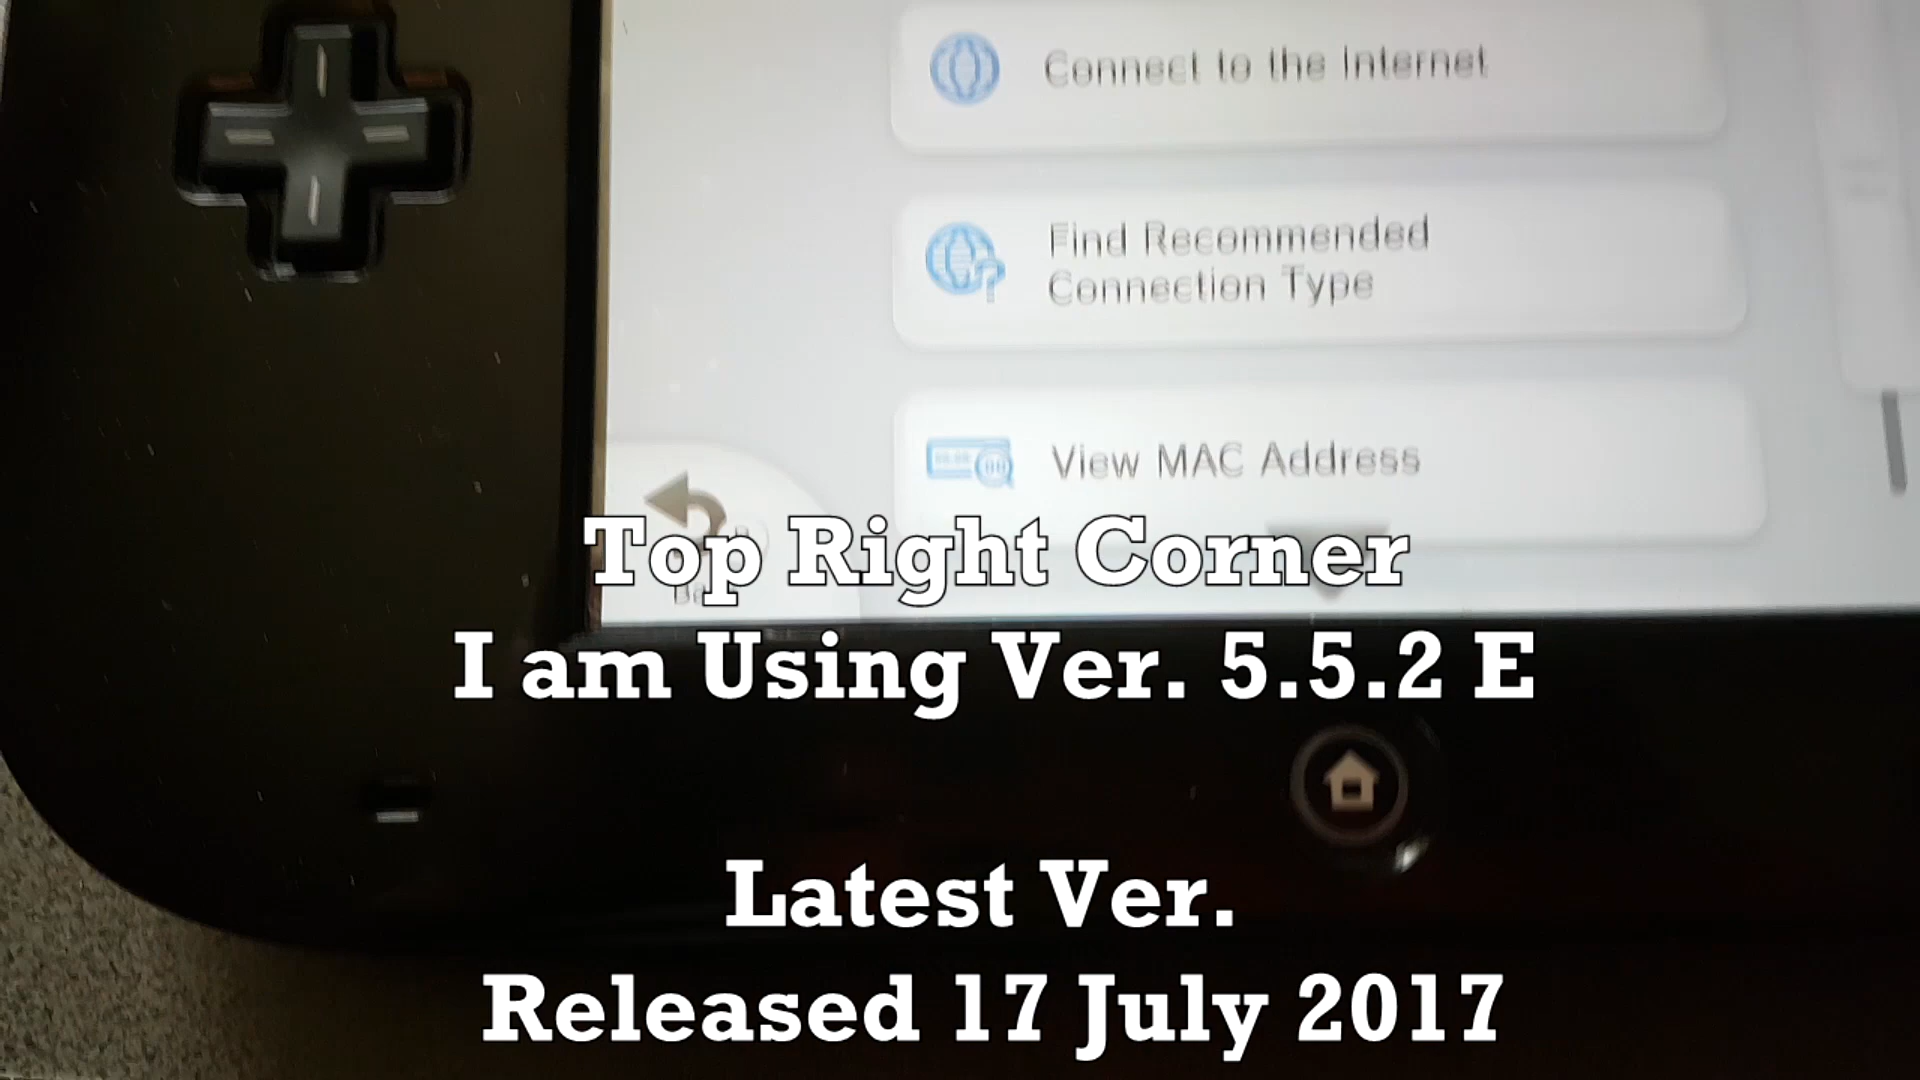 Connect to the Internet
Find Recommended
Connection Type
View MAC Address
Top Right Corner
I am Using Ver. 5.5.2 E
Latest Ver.
Released 17 July 2017